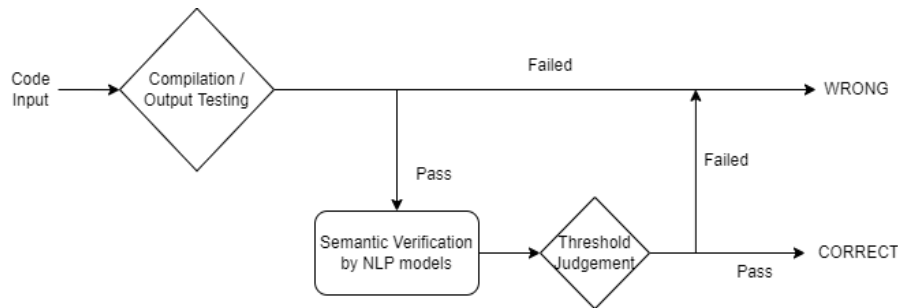 Code
Input
Compilation /
Output Testing
Failed
WRONG
Pass
Failed
Semantic Verification
by NLP models
Threshold
Judgement
Pass
CORRECT